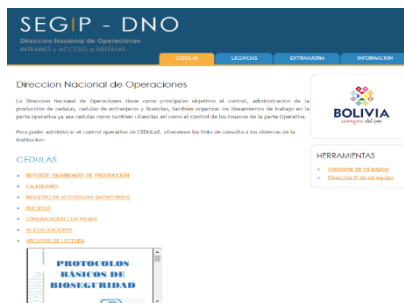 SEGIP - DNO
Direccion Nacional de Operaciones
INTRANET y ACCESO a SISTEMAS
CEDULAS LICENCIAS EXTRANJERIA INFORMACION
Direccion Nacional de Operaciones
La Direccion Nacional de Operaciones tiene como principales objetivos el control, administracion de la
produccion de cedulas, cedulas de extranjeros y licencias, tambien organizar los lineamientos de trabajo en la
parte operativa ya sea cedulas como tambien Licencias asi como el Control de los Insumos de la parte Operativa.
Para poder administrar el control operativo de CEDULAS, ofrecemos los links de consulta a los sistemas de la
institucion:
CEDULAS
REPORTE DASHBOARD DE PRODUCCION
CALENDARIO
REGISTRO DE ACTIVIDADES (MONITOREO)
RUI SEGIP
COMUNICACION CON WEBEX
ACTUALIZACIONES
ARCHIVOS DE LECTURA
PROTOCOLOS
BÁSICOS DE
BIOSEGURIDAD
BOLIVIA
corazón del sur
HERRAMIENTAS
Hostname de mi equipo
Direccion IP de mi equipo